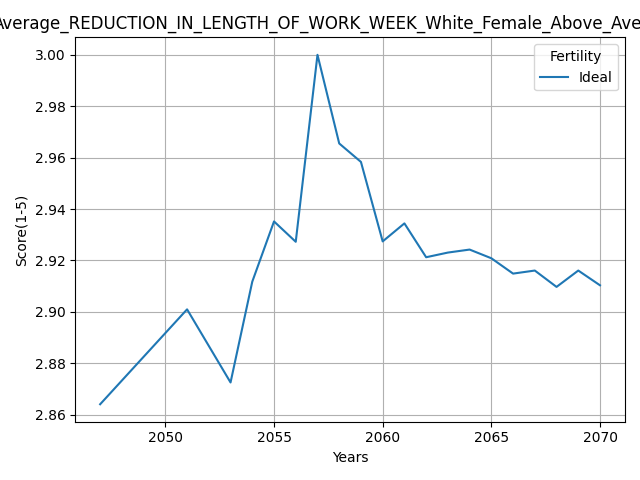 Average_REDUCTION_IN_LENGTH_OF_WORK_WEEK_White_Female_Above_Ave
3.00
2.98
2.96
2.94
2.92
2.90
2.88
2.86
Score(1-5)
Fertility
Ideal
2050 2055 2060 2065 2070
Years